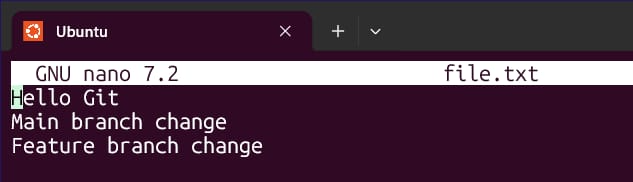 Ubuntu
GNU nano 7.2 file.txt
Hello Git
Main branch change
Feature branch change